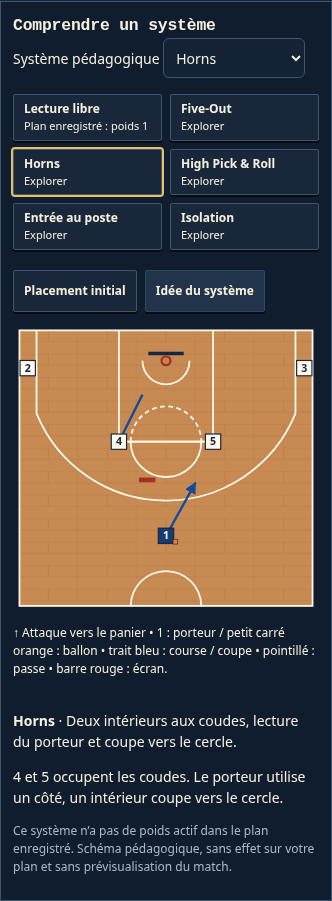 Comprendre un système
Système pédagogique Horns
Lecture libre
Plan enregistré : poids 1
Five-Out
Explorer
Horns
Explorer
High Pick & Roll
Explorer
Entrée au poste
Explorer
Isolation
Explorer
Placement initial
Idée du système
2
3
4
5
1
↑ Attaque vers le panier • 1 : porteur / petit carré
orange : ballon • trait bleu : course / coupe • pointillé :
passe • barre rouge : écran.
Horns · Deux intérieurs aux coudes, lecture
du porteur et coupe vers le cercle.
4 et 5 occupent les coudes. Le porteur utilise
un côté, un intérieur coupe vers le cercle.
Ce système n’a pas de poids actif dans le plan
enregistré. Schéma pédagogique, sans effet sur votre
plan et sans prévisualisation du match.